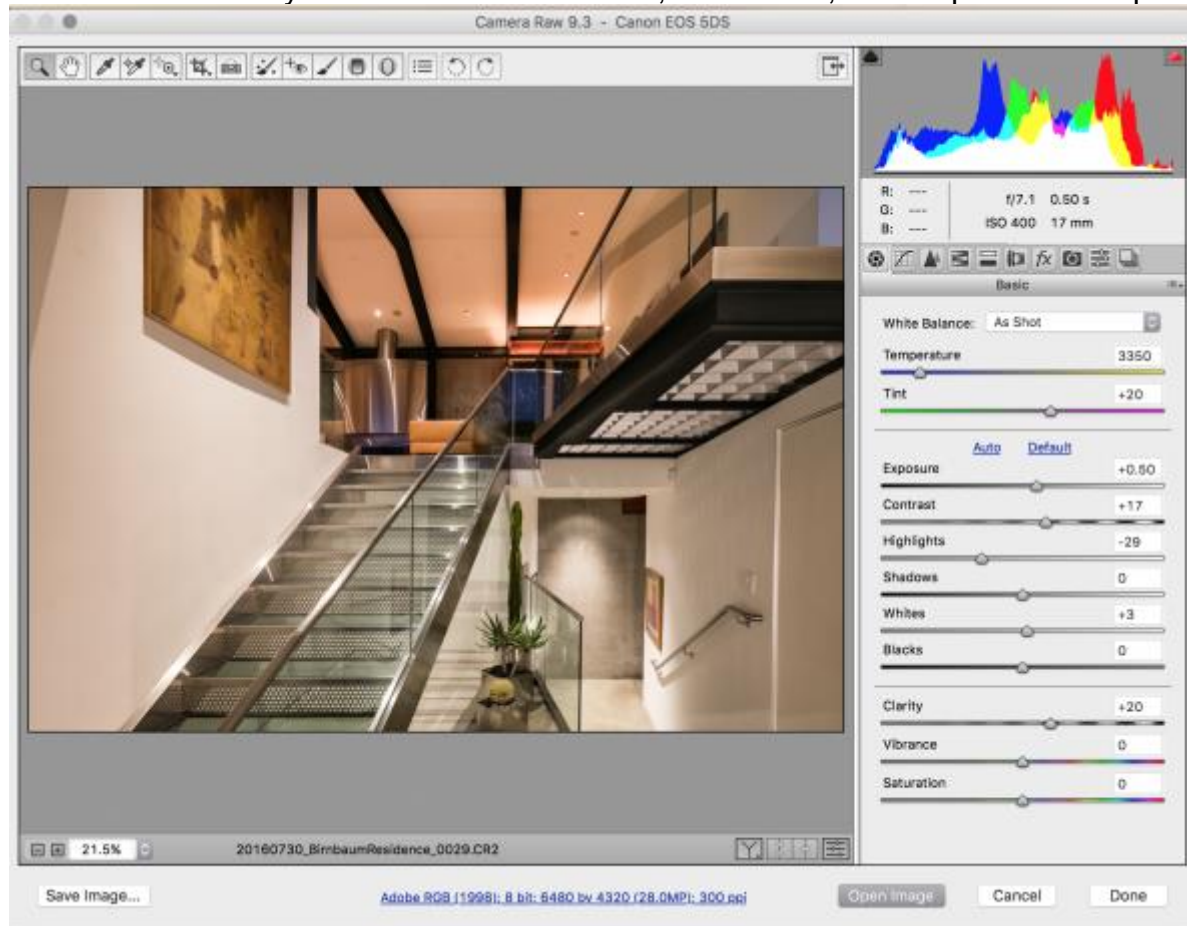 Camera Raw 9.3 - Canon EOS 5DS
R: ---
G: ---
B: ---
f/7.1 0.50 s
ISO 400 17 mm
fx
Basic
White Balance: As Shot
Temperature 3350
Tint +20
Auto Default
Exposure +0.50
Contrast +17
Highlights -29
Shadows 0
Whites +3
Blacks 0
Clarity +20
Vibrance 0
Saturation 0
21.5% 20160730_BirnbaumResidence_0029.CR2 Y
Save Image... Adobe RGB (1998); 8 bit; 6480 by 4320 (28.0MP); 300 ppi Open Image Cancel Done